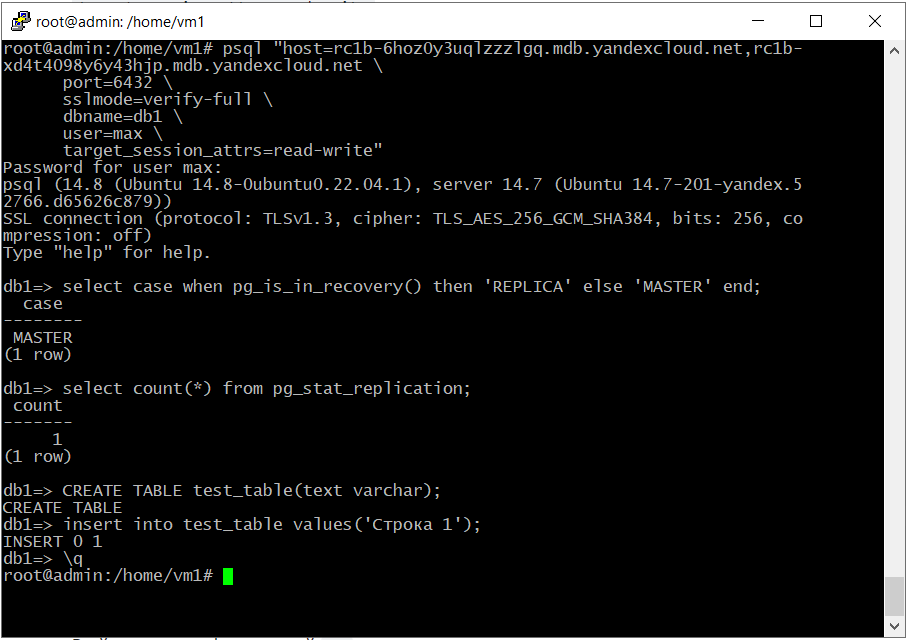 root@admin: /home/vm1
root@admin:/home/vm1# psql "host=rc1b-6hoz0y3uqlzzzlgq.mdb.yandexcloud.net,rc1b-
xd4t4098y6y43hjp.mdb.yandexcloud.net \
      port=6432 \
      sslmode=verify-full \
      dbname=db1 \
      user=max \
      target_session_attrs=read-write"
Password for user max:
psql (14.8 (Ubuntu 14.8-0ubuntu0.22.04.1), server 14.7 (Ubuntu 14.7-201-yandex.5
2766.d65626c879))
SSL connection (protocol: TLSv1.3, cipher: TLS_AES_256_GCM_SHA384, bits: 256, co
mpression: off)
Type "help" for help.
db1=> select case when pg_is_in_recovery() then 'REPLICA' else 'MASTER' end;
  case
--------
 MASTER
(1 row)
db1=> select count(*) from pg_stat_replication;
 count
-------
     1
(1 row)
db1=> CREATE TABLE test_table(text varchar);
CREATE TABLE
db1=> insert into test_table values('Строка 1');
INSERT 0 1
db1=> \q
root@admin:/home/vm1#